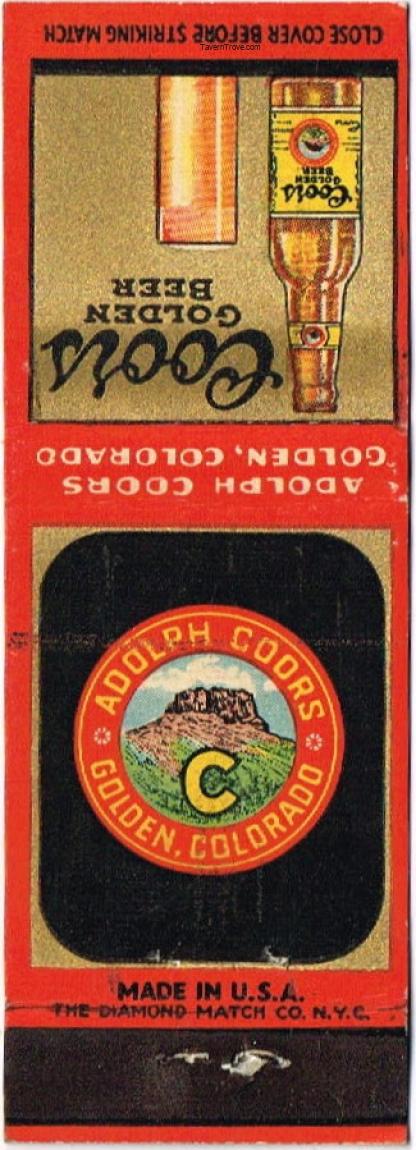 CLOSE COVER BEFORE STRIKING MATCH
TavernTrove.com
Coors
GOLDEN
BEER
Coors
GOLDEN
BEER
ADOLPH COORS
GOLDEN, COLORADO
ADOLPH COORS
C
GOLDEN, COLORADO
MADE IN U.S.A.
THE DIAMOND MATCH CO. N.Y.C.